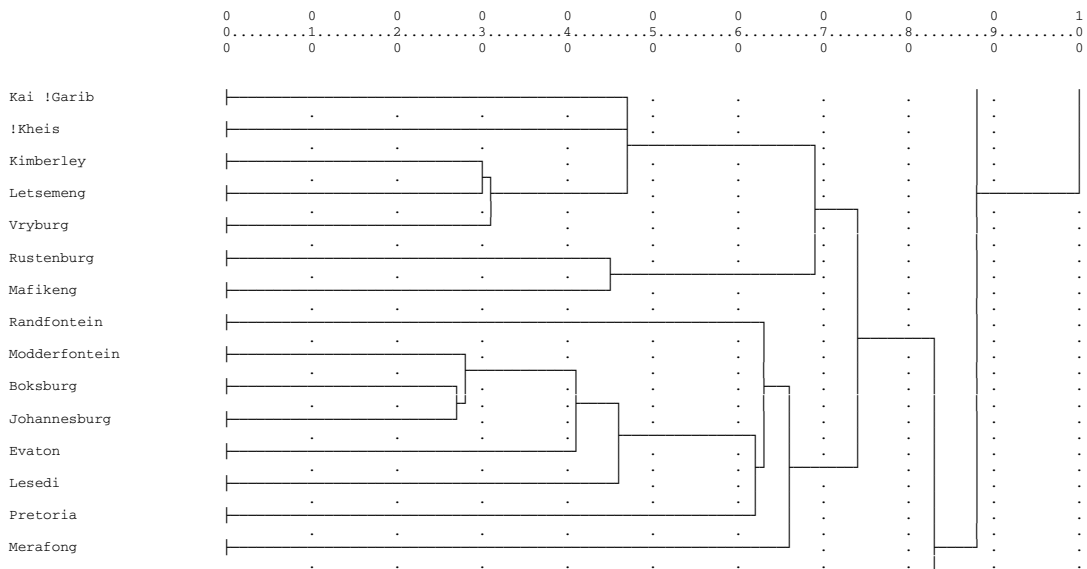 0 0 0 0 0 0 0 0 0 0 1
0.........1.........2.........3.........4.........5.........6.........7.........8.........9.........0
0 0 0 0 0 0 0 0 0 0 0
Kai !Garib
!Kheis
Kimberley
Letsemeng
Vryburg
Rustenburg
Mafikeng
Randfontein
Modderfontein
Boksburg
Johannesburg
Evaton
Lesedi
Pretoria
Merafong